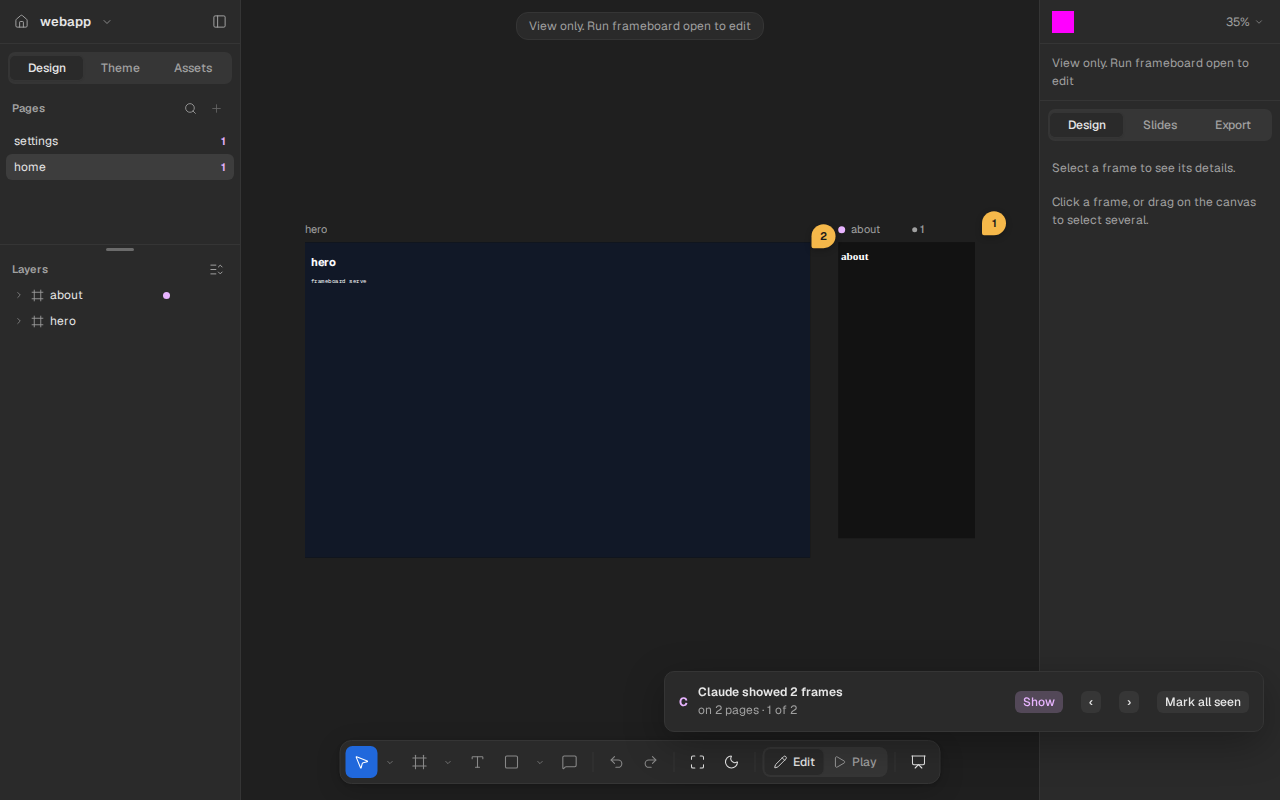 webapp
View only. Run frameboard open to edit
35%
Design
Theme
Assets
View only. Run frameboard open to
edit
Pages
Design
Slides
Export
settings
1
home
1
Select a frame to see its details.
Click a frame, or drag on the canvas
to select several.
hero
2
about
1
1
hero
frameboard serve
about
Layers
about
hero
C
Claude showed 2 frames
on 2 pages · 1 of 2
Show
‹
›
Mark all seen
Edit
Play